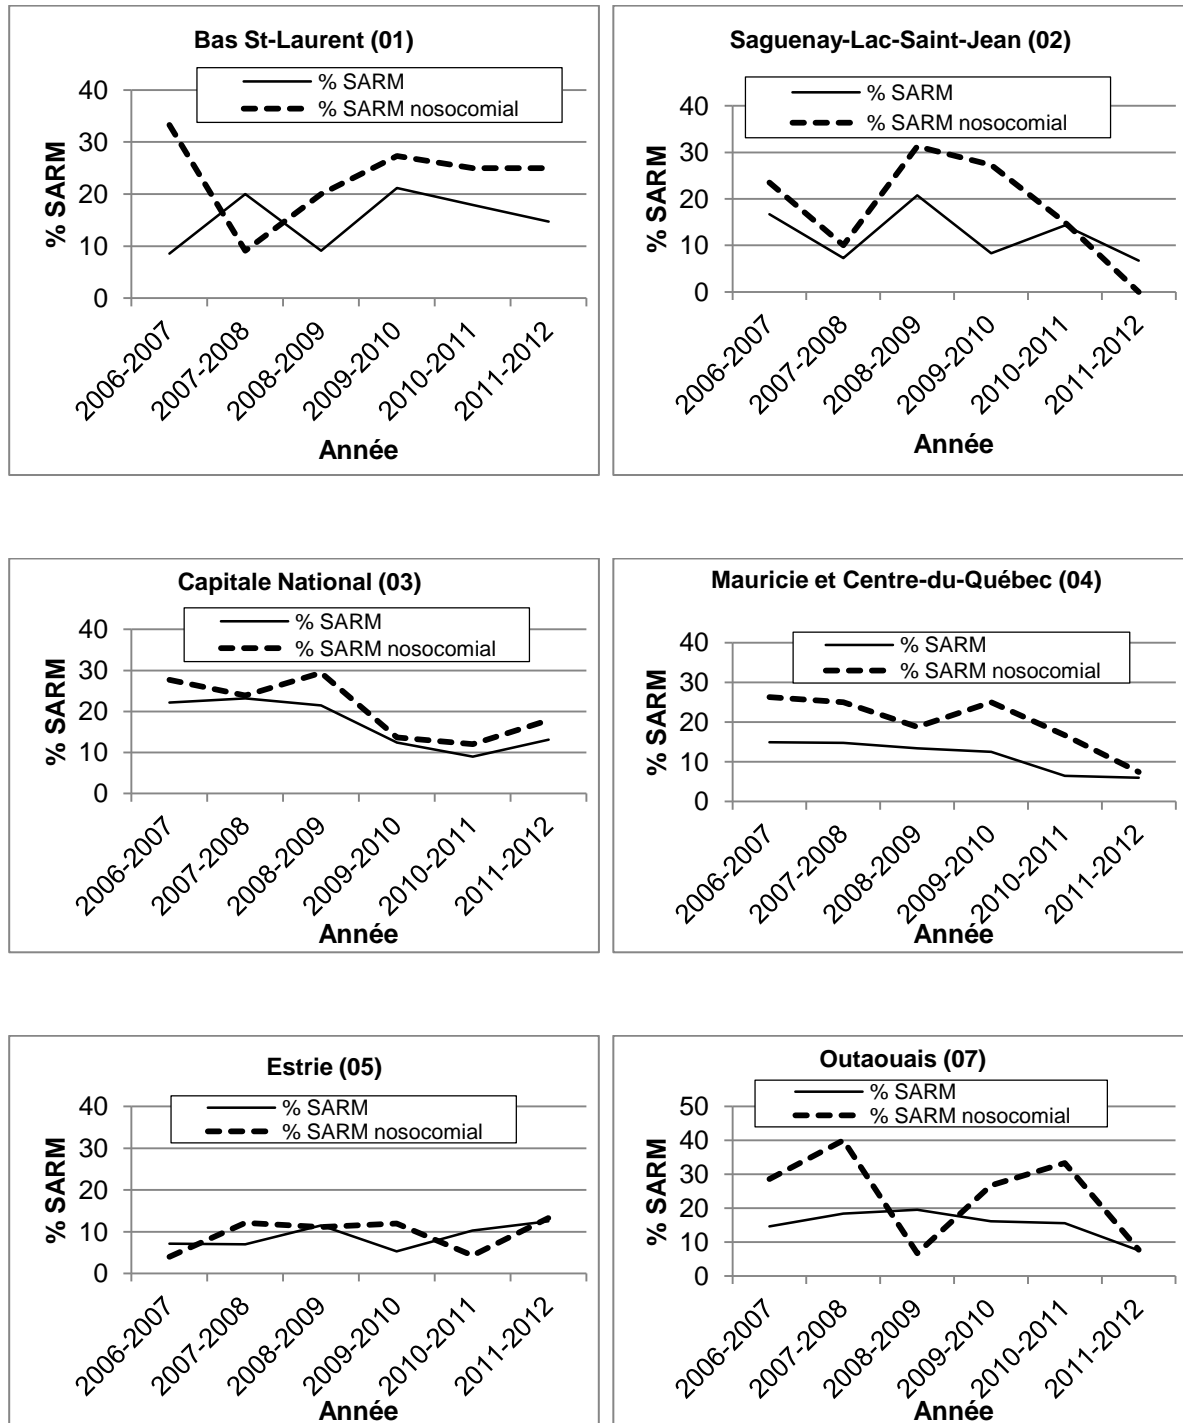 Bas St-Laurent (01)
% SARM
% SARM nosocomial
40
30
20
10
0
% SARM
2006-2007
2007-2008
2008-2009
2009-2010
2010-2011
2011-2012
Année
Saguenay-Lac-Saint-Jean (02)
% SARM
% SARM nosocomial
40
30
20
10
0
% SARM
2006-2007
2007-2008
2008-2009
2009-2010
2010-2011
2011-2012
Année
Capitale National (03)
% SARM
% SARM nosocomial
40
30
20
10
0
% SARM
2006-2007
2007-2008
2008-2009
2009-2010
2010-2011
2011-2012
Année
Mauricie et Centre-du-Québec (04)
% SARM
% SARM nosocomial
40
30
20
10
0
% SARM
2006-2007
2007-2008
2008-2009
2009-2010
2010-2011
2011-2012
Année
Estrie (05)
% SARM
% SARM nosocomial
40
30
20
10
0
% SARM
2006-2007
2007-2008
2008-2009
2009-2010
2010-2011
2011-2012
Année
Outaouais (07)
% SARM
% SARM nosocomial
50
40
30
20
10
0
% SARM
2006-2007
2007-2008
2008-2009
2009-2010
2010-2011
2011-2012
Année